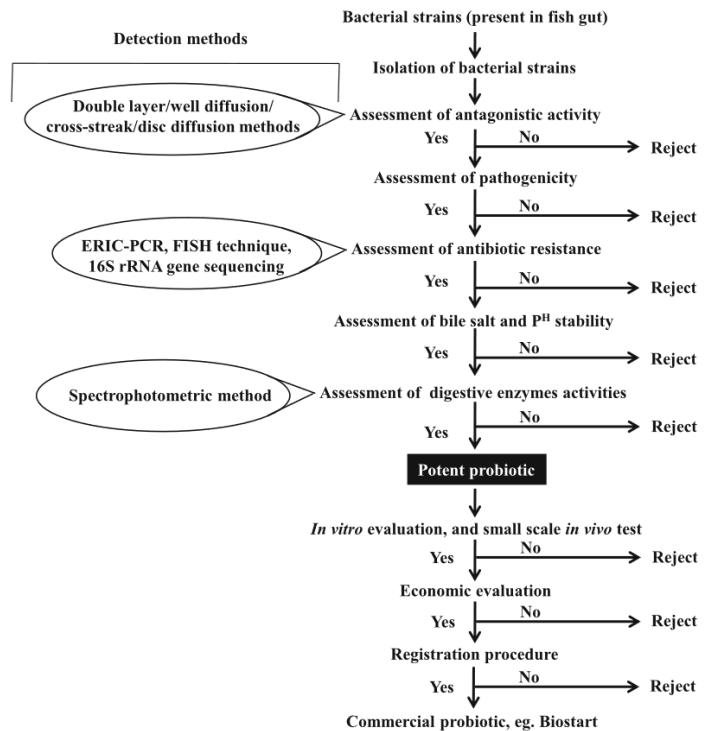 Bacterial strains (present in fish gut)
Detection methods
Isolation of bacterial strains
Double layer/well diffusion/
cross-streak/disc diffusion methods
Assessment of antagonistic activity
Yes No Reject
Assessment of pathogenicity
Yes No Reject
ERIC-PCR, FISH technique,
16S rRNA gene sequencing
Assessment of antibiotic resistance
Yes No Reject
Assessment of bile salt and Pᴴ stability
Yes No Reject
Spectrophotometric method
Assessment of digestive enzymes activities
Yes No Reject
Potent probiotic
In vitro evaluation, and small scale in vivo test
Yes No Reject
Economic evaluation
Yes No Reject
Registration procedure
Yes No Reject
Commercial probiotic, eg. Biostart